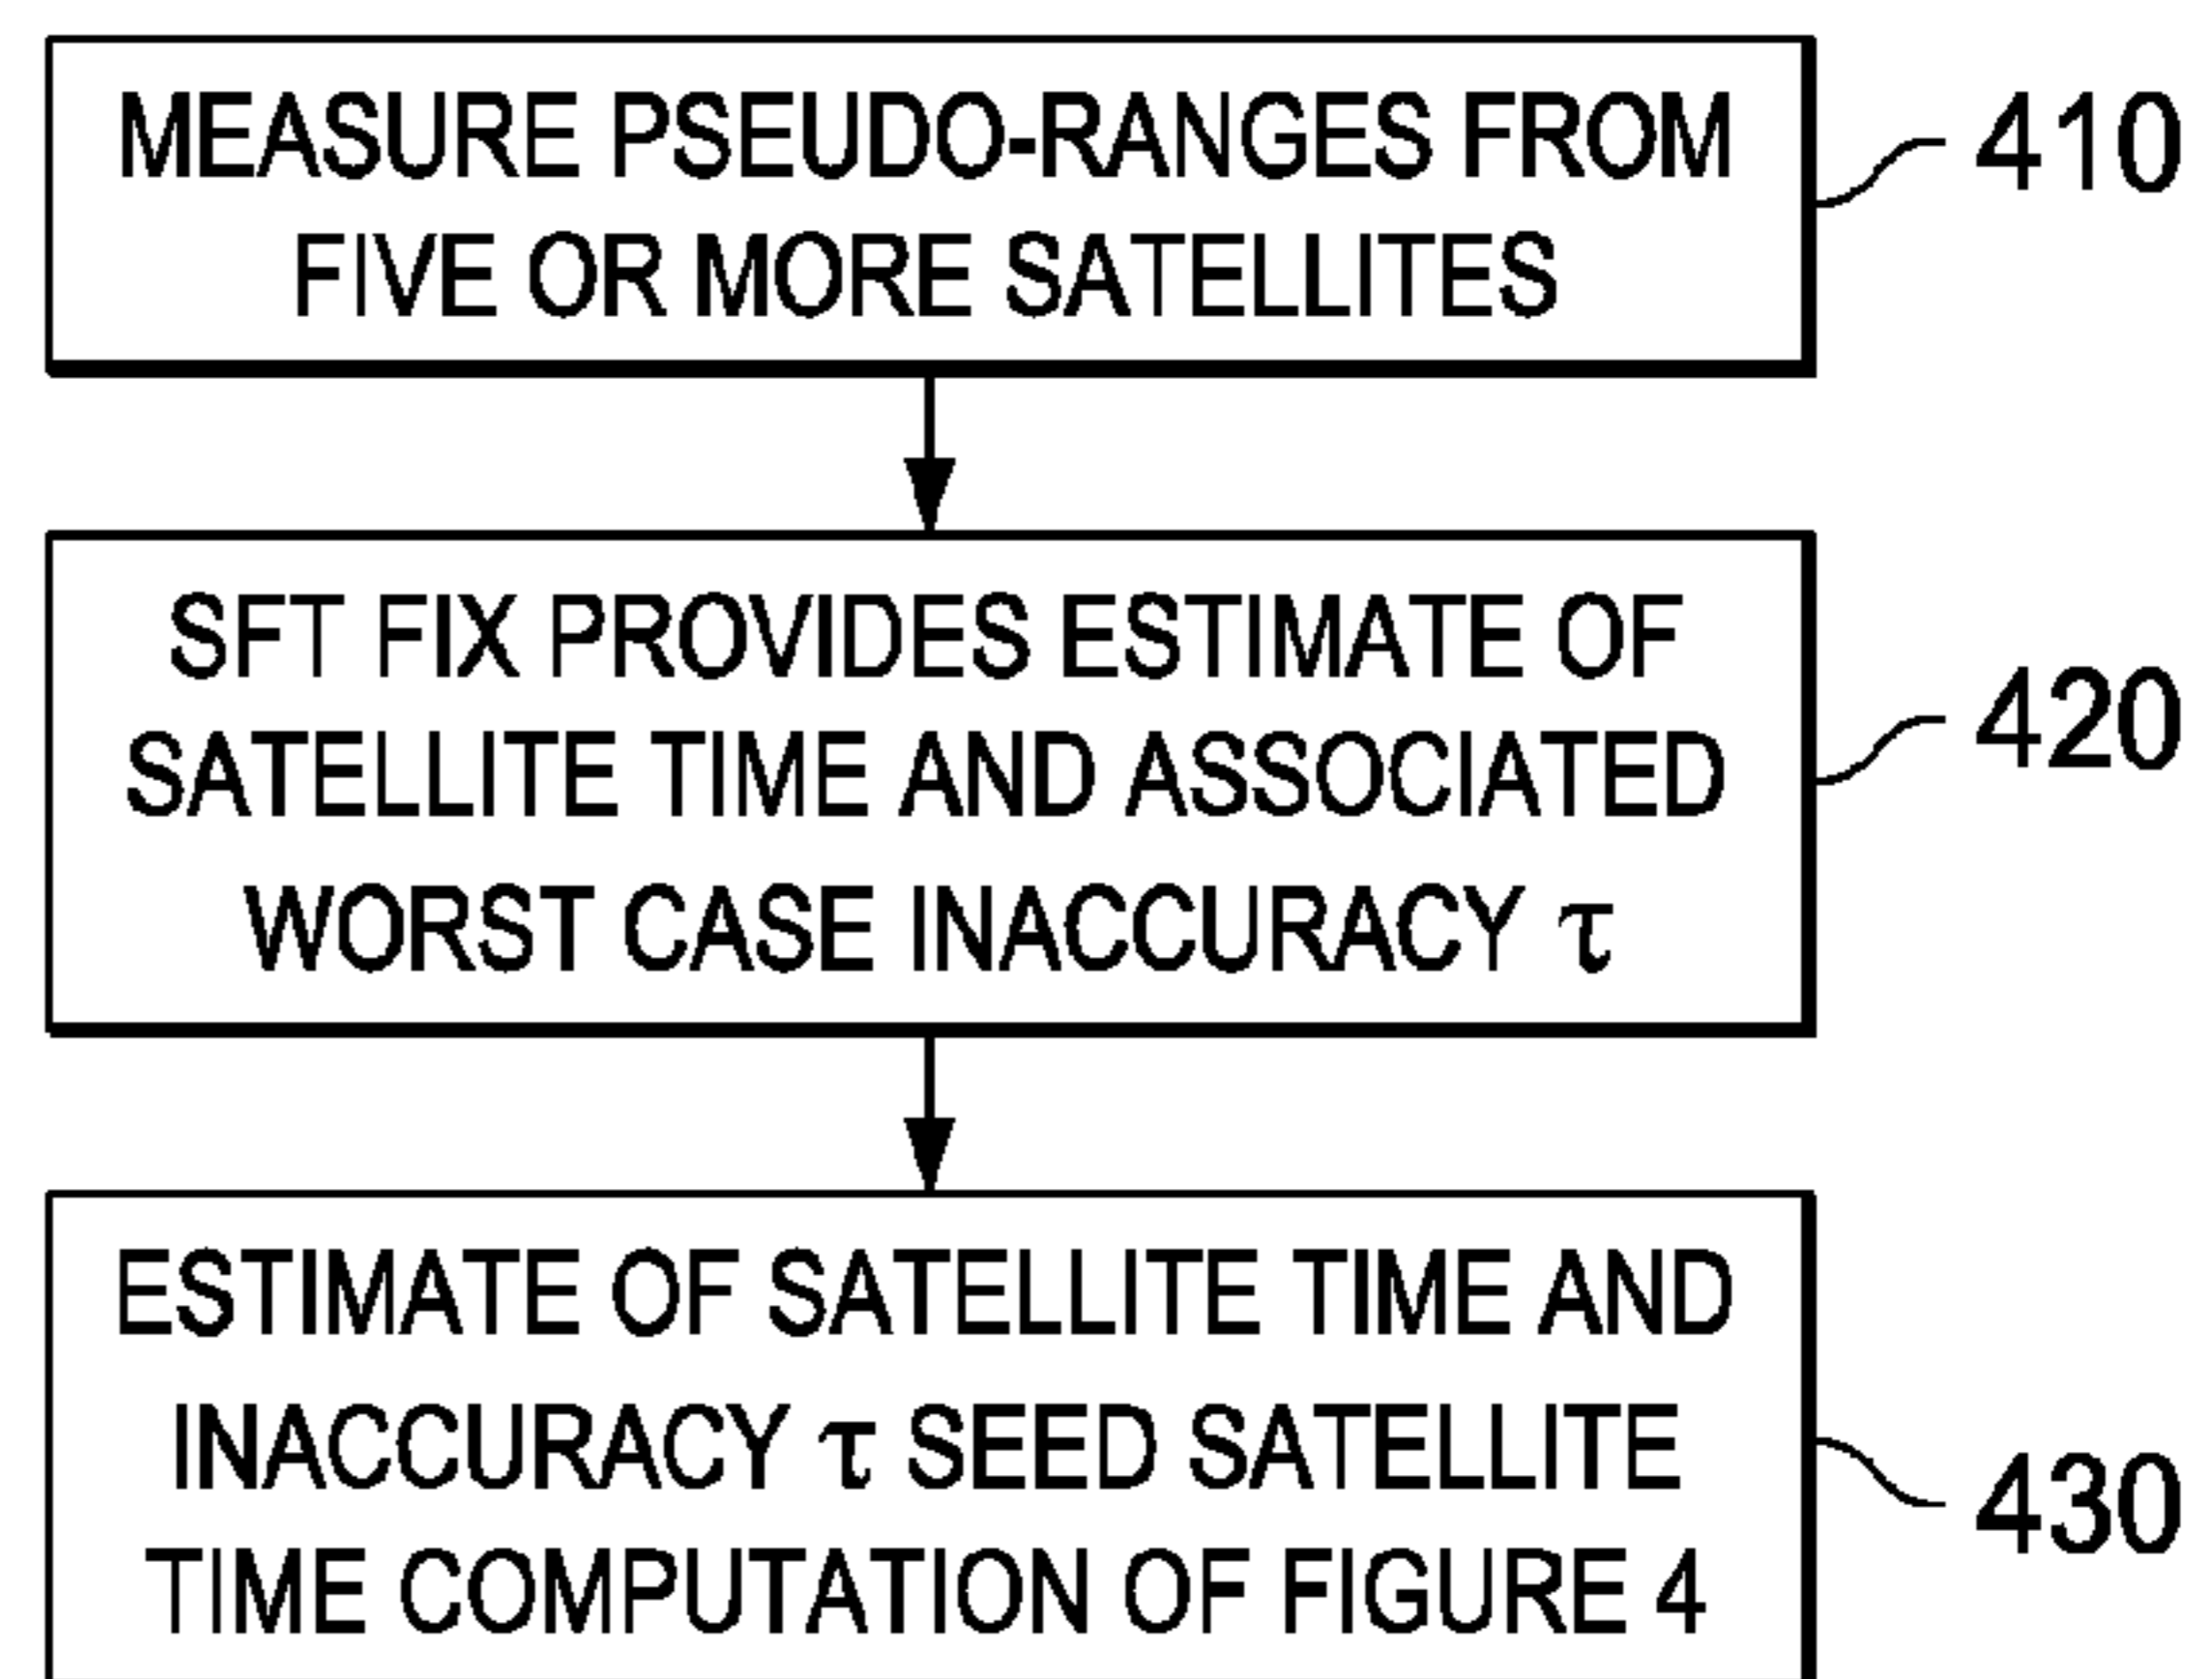 MEASURE PSEUDO-RANGES FROM
FIVE OR MORE SATELLITES
410
SFT FIX PROVIDES ESTIMATE OF
SATELLITE TIME AND ASSOCIATED
WORST CASE INACCURACY τ
420
ESTIMATE OF SATELLITE TIME AND
INACCURACY τ SEED SATELLITE
TIME COMPUTATION OF FIGURE 4
430